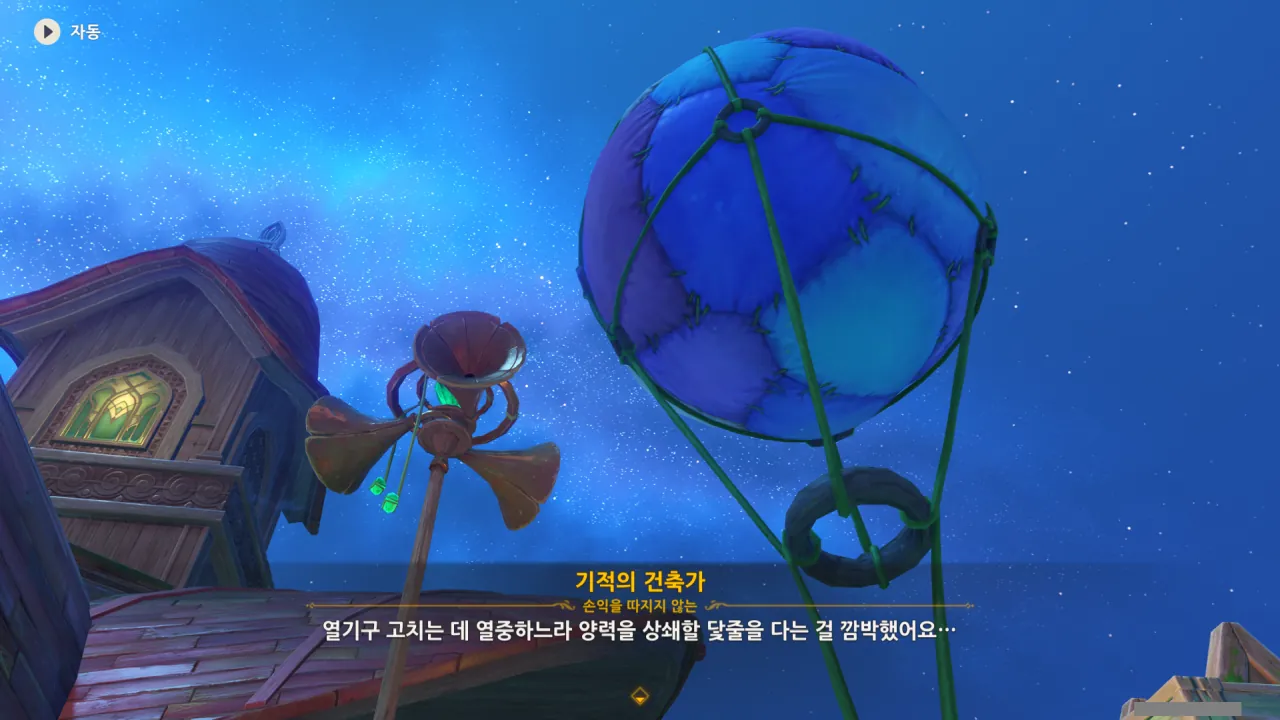 자동
기적의 건축가
손익을 따지지 않는
열기구 고치는 데 열중하느라 양력을 상쇄할 닻줄을 다는 걸 깜박했어요…